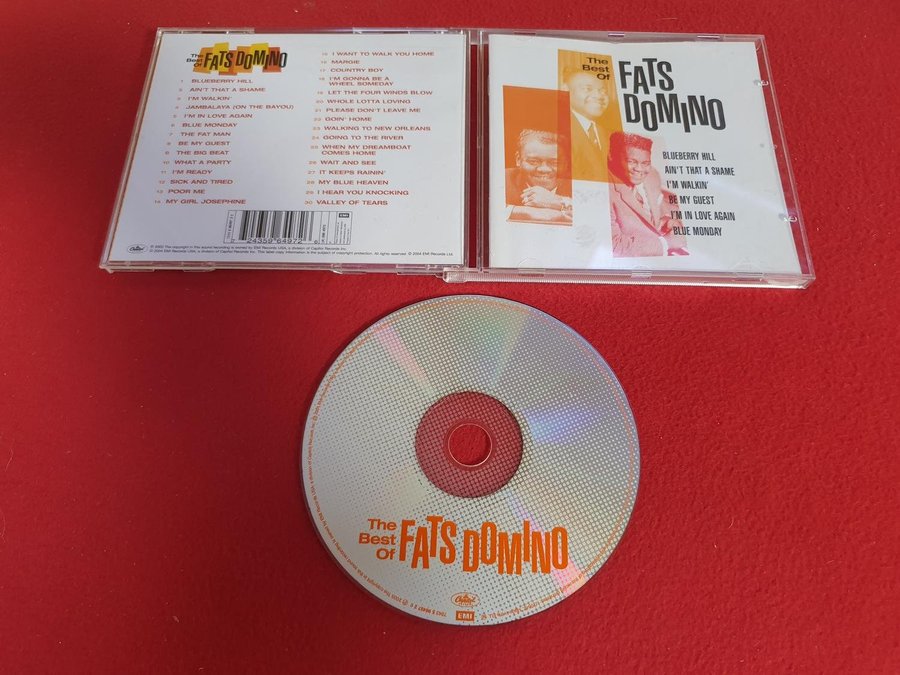 The
Best
Of
FATS DOMINO
1 BLUEBERRY HILL
2 AIN'T THAT A SHAME
3 I'M WALKIN'
4 JAMBALAYA (ON THE BAYOU)
5 I'M IN LOVE AGAIN
6 BLUE MONDAY
7 THE FAT MAN
8 BE MY GUEST
9 THE BIG BEAT
10 WHAT A PARTY
11 I'M READY
12 SICK AND TIRED
13 POOR ME
14 MY GIRL JOSEPHINE
15 I WANT TO WALK YOU HOME
16 MARGIE
17 COUNTRY BOY
18 I'M GONNA BE A
WHEEL SOMEDAY
19 LET THE FOUR WINDS BLOW
20 WHOLE LOTTA LOVING
21 PLEASE DON'T LEAVE ME
22 GOIN' HOME
23 WALKING TO NEW ORLEANS
24 GOING TO THE RIVER
25 WHEN MY DREAMBOAT
COMES HOME
26 WAIT AND SEE
27 IT KEEPS RAININ'
28 MY BLUE HEAVEN
29 I HEAR YOU KNOCKING
30 VALLEY OF TEARS
24359 64972
EMI
Capitol
The
Best
Of
FATS
DOMINO
BLUEBERRY HILL
AIN'T THAT A SHAME
I'M WALKIN'
BE MY GUEST
I'M IN LOVE AGAIN
BLUE MONDAY
The
Best
Of
FATS DOMINO
Capitol
EMI